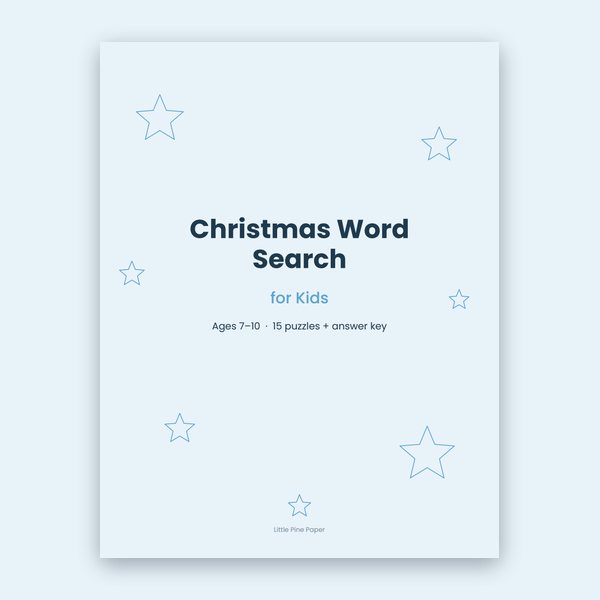 Christmas Word
Search
for Kids
Ages 7–10 · 15 puzzles + answer key
Little Pine Paper